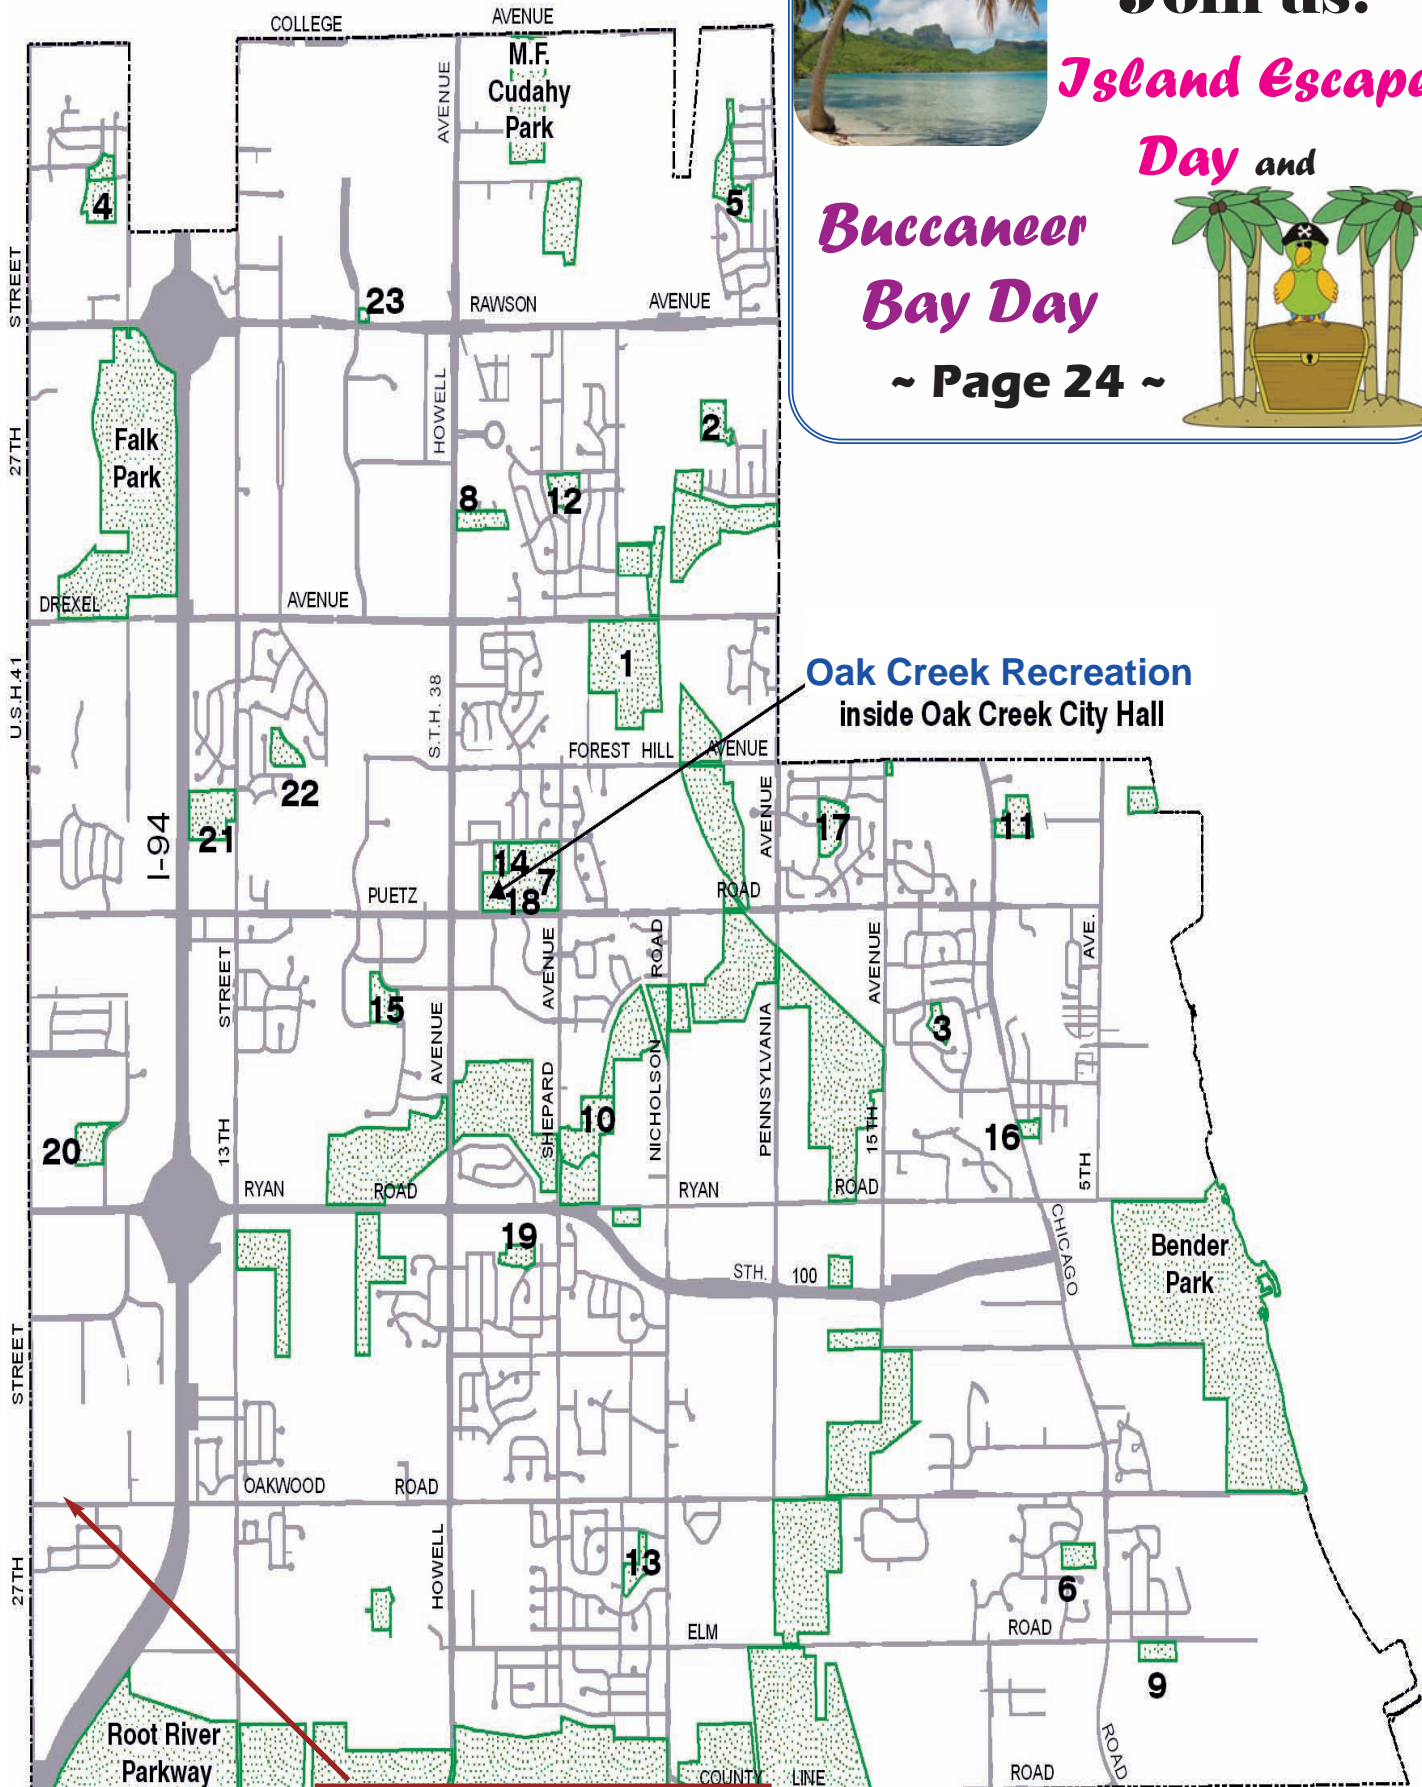 Join us!
Island Escape
Day and
Buccaneer
Bay Day
~ Page 24 ~
COLLEGE AVENUE
M.F.
Cudahy
Park
AVENUE
4
5
STREET
23
RAWSON AVENUE
HOWELL
27TH
Falk
Park
2
8
12
DREXEL AVENUE
1
U.S.H.41
S.T.H. 38
Oak Creek Recreation
inside Oak Creek City Hall
FOREST HILL AVENUE
22
21
I-94
AVENUE
17
11
14
7
18
PUETZ ROAD
STREET
AVENUE
ROAD
AVENUE
AVE.
15
3
AVENUE
PENNSYLVANIA
NICHOLSON
SHEPARD
10
20
13TH
15TH
16
5TH
RYAN ROAD RYAN ROAD
19
STH. 100
CHICAGO
Bender
Park
STREET
OAKWOOD ROAD
27TH
HOWELL
13
6
ELM ROAD
9
Root River
Parkway
ROAD
COUNTY LINE ROAD